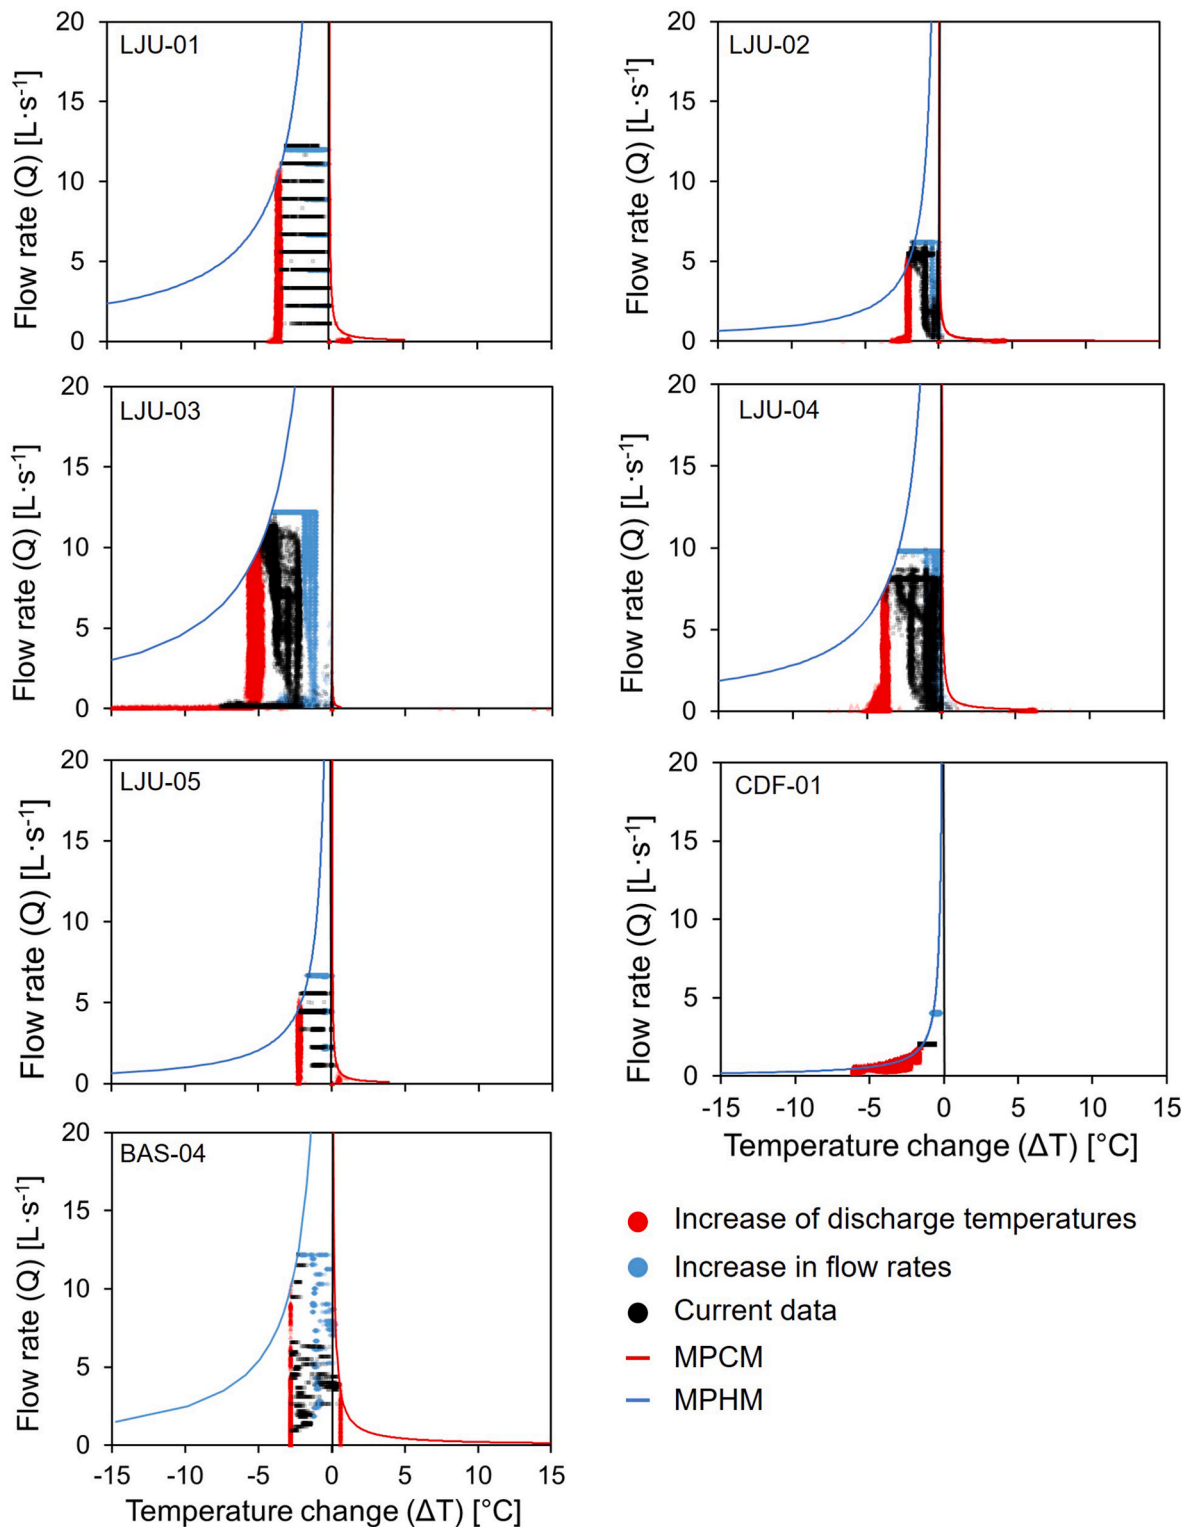 LJU-01
Flow rate (Q) [L·s⁻¹]
20
15
10
5
0
LJU-02
Flow rate (Q) [L·s⁻¹]
20
15
10
5
0
LJU-03
Flow rate (Q) [L·s⁻¹]
20
15
10
5
0
LJU-04
Flow rate (Q) [L·s⁻¹]
20
15
10
5
0
LJU-05
Flow rate (Q) [L·s⁻¹]
20
15
10
5
0
CDF-01
Flow rate (Q) [L·s⁻¹]
20
15
10
5
0
-15 -10 -5 0 5 10 15
Temperature change (ΔT) [°C]
BAS-04
Flow rate (Q) [L·s⁻¹]
20
15
10
5
0
-15 -10 -5 0 5 10 15
Temperature change (ΔT) [°C]
Increase of discharge temperatures
Increase in flow rates
Current data
MPCM
MPHM